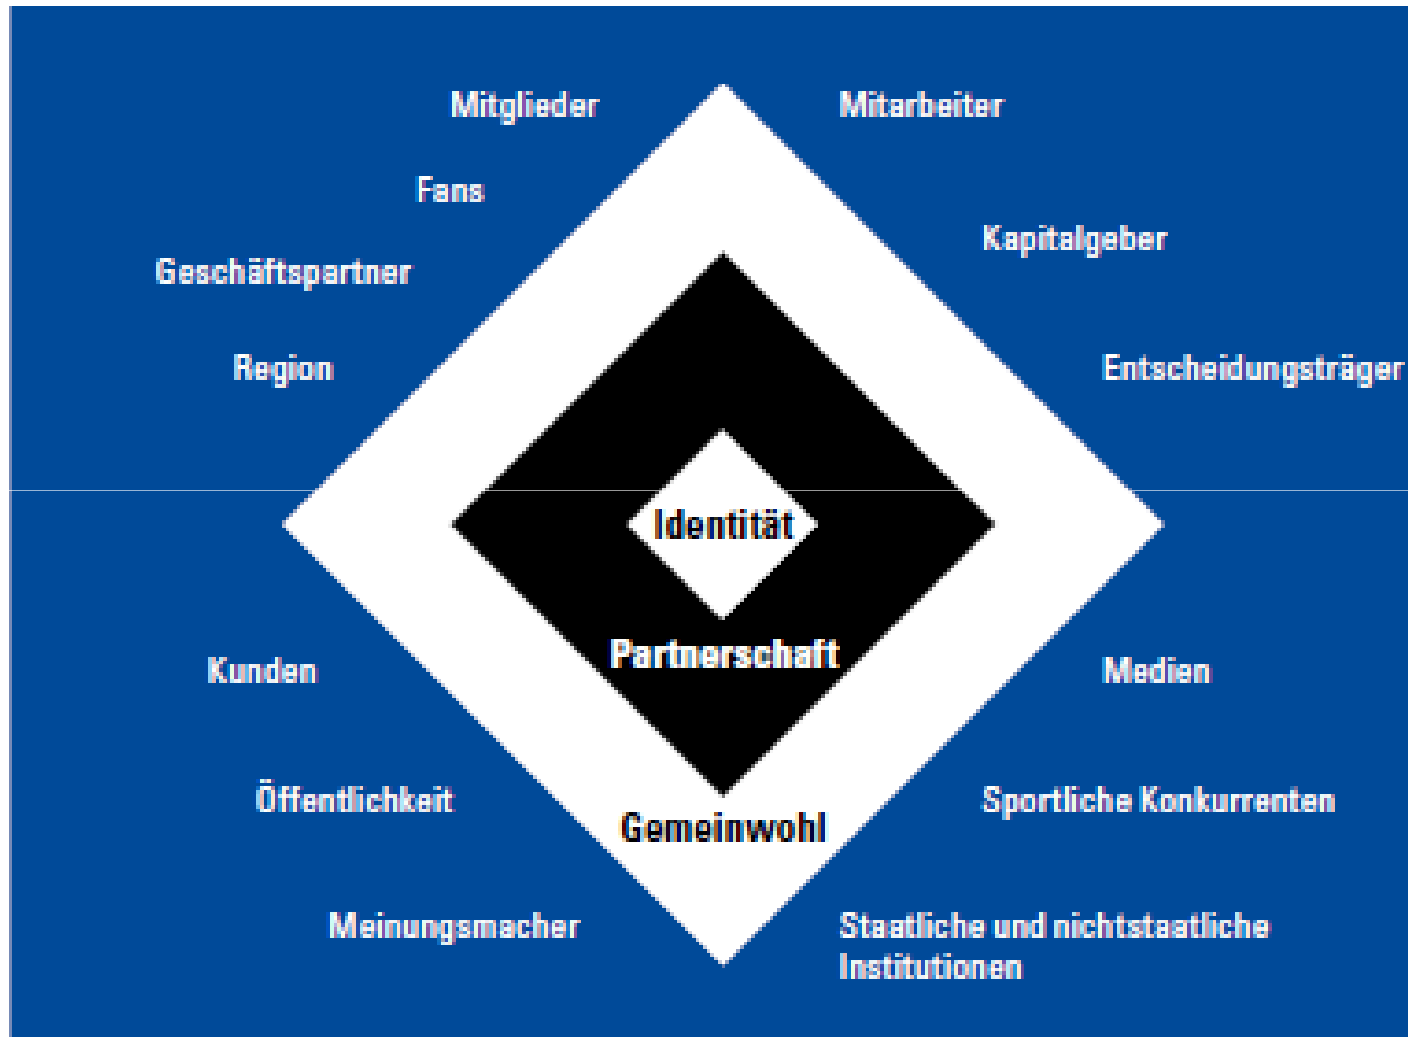 Mitglieder
Mitarbeiter
Fans
Kapitalgeber
Geschäftspartner
Region
Entscheidungsträger
Identität
Partnerschaft
Kunden
Medien
Öffentlichkeit
Sportliche Konkurrenten
Gemeinwohl
Meinungsmacher
Staatliche und nichtstaatliche
Institutionen